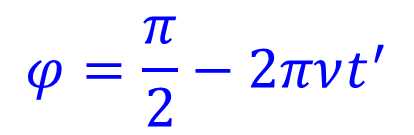 φ = π/2 − 2πνt′